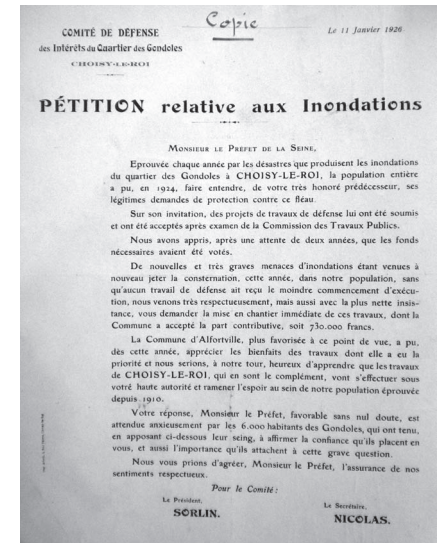 Copie
COMITÉ DE DÉFENSE
des Intérêts du Quartier des Gondoles
CHOISY-LE-ROI
Le 11 Janvier 1926
PÉTITION relative aux Inondations
MONSIEUR LE PRÉFET DE LA SEINE,
Eprouvée chaque année par les désastres que produisent les inondations
du quartier des Gondoles à CHOISY-LE-ROI, la population entière
a pu, en 1924, faire entendre, de votre très honoré prédécesseur, ses
légitimes demandes de protection contre ce fléau.
Sur son invitation, des projets de travaux de défense lui ont été soumis
et ont été acceptés après examen de la Commission des Travaux Publics.
Nous avons appris, après une attente de deux années, que les fonds
nécessaires avaient été votés.
De nouvelles et très graves menaces d'inondations étant venues à
nouveau jeter la consternation, cette année, dans notre population, sans
qu'aucun travail de défense ait reçu le moindre commencement d'exécu-
tion, nous venons très respectueusement, mais aussi avec la plus nette insis-
tance, vous demander la mise en chantier immédiate de ces travaux, dont la
Commune a accepté la part contributive, soit 730.000 francs.
La Commune d'Alfortville, plus favorisée à ce point de vue, a pu,
dès cette année, apprécier les bienfaits des travaux dont elle a eu la
priorité et nous serions, à notre tour, heureux d'apprendre que les travaux
de CHOISY-LE-ROI, qui en sont le complément, vont s'effectuer sous
votre haute autorité et ramener l'espoir au sein de notre population éprouvée
depuis 1910.
Votre réponse, Monsieur le Préfet, favorable sans nul doute, est
attendue anxieusement par les 6.000 habitants des Gondoles, qui ont tenu,
en apposant ci-dessous leur seing, à affirmer la confiance qu'ils placent en
vous, et aussi l'importance qu'ils attachent à cette grave question.
Nous vous prions d'agréer, Monsieur le Préfet, l'assurance de nos
sentiments respectueux.
Pour le Comité :
Le Président,
SORLIN.
Le Secrétaire,
NICOLAS.